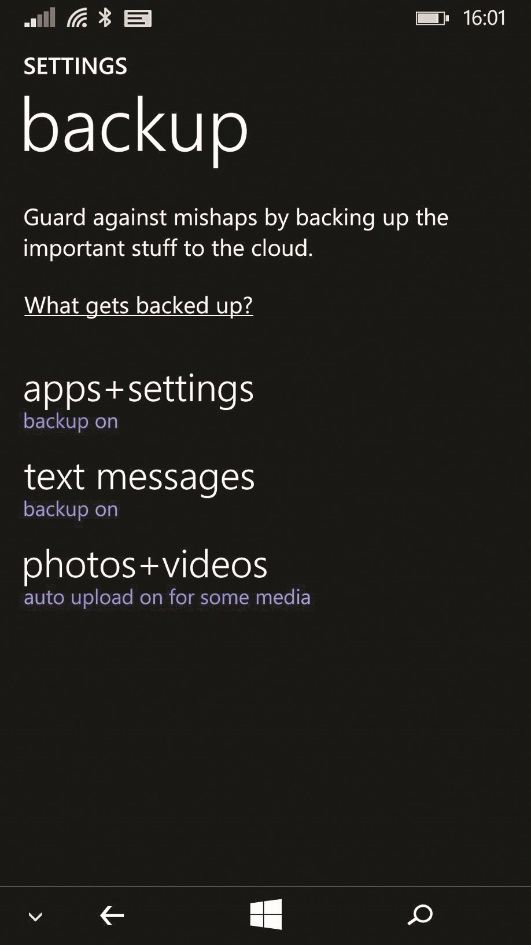 16:01
SETTINGS
backup
Guard against mishaps by backing up the
important stuff to the cloud.
What gets backed up?
apps+settings
backup on
text messages
backup on
photos+videos
auto upload on for some media